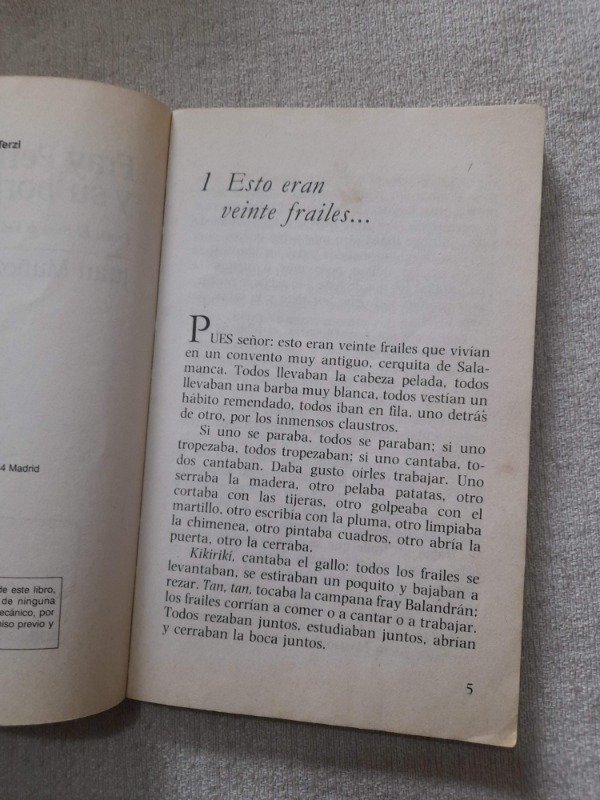 Terzi
4 Madrid
de este libro,
de ninguna
ecánico, por
niso previo y
1 Esto eran
veinte frailes...
PUES señor: esto eran veinte frailes que vivían
en un convento muy antiguo, cerquita de Sala-
manca. Todos llevaban la cabeza pelada, todos
llevaban una barba muy blanca, todos vestían un
hábito remendado, todos iban en fila, uno detrás
de otro, por los inmensos claustros.
Si uno se paraba, todos se paraban; si uno
tropezaba, todos tropezaban; si uno cantaba, to-
dos cantaban. Daba gusto oírles trabajar. Uno
serraba la madera, otro pelaba patatas, otro
cortaba con las tijeras, otro golpeaba con el
martillo, otro escribía con la pluma, otro limpiaba
la chimenea, otro pintaba cuadros, otro abría la
puerta, otro la cerraba.
Kikirikí, cantaba el gallo: todos los frailes se
levantaban, se estiraban un poquito y bajaban a
rezar. Tan, tan, tocaba la campana fray Balandrán;
los frailes corrían a comer o a cantar o a trabajar.
Todos rezaban juntos, estudiaban juntos, abrían
y cerraban la boca juntos.
5